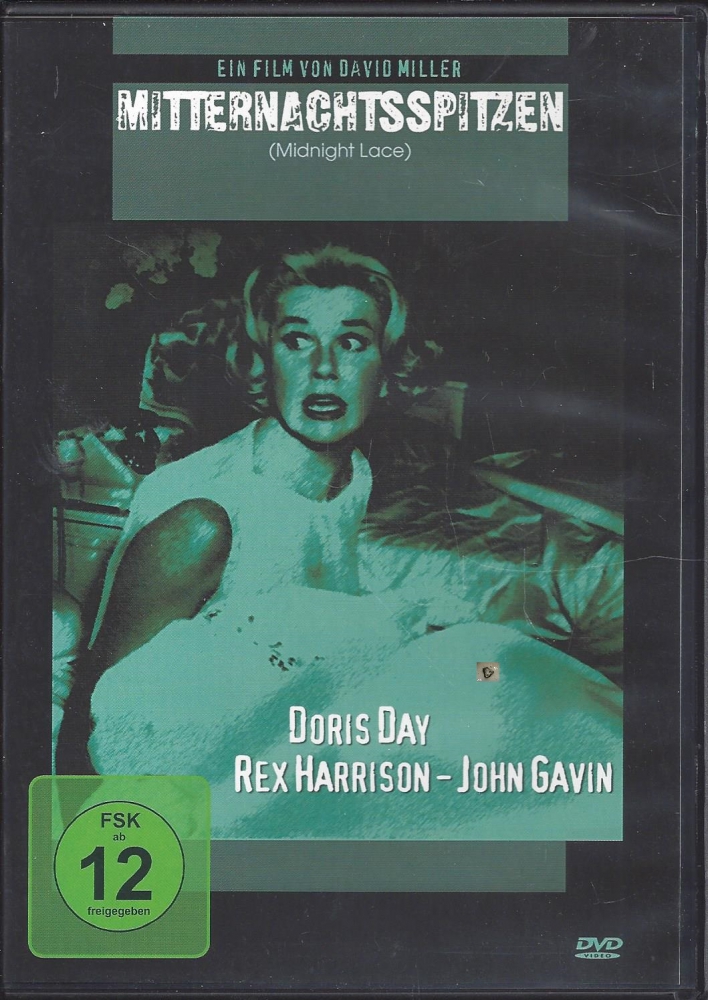 EIN FILM VON DAVID MILLER
MITTERNACHTSSPITZEN
(Midnight Lace)
DORIS DAY
REX HARRISON – JOHN GAVIN
FSK
ab
12
freigegeben
DVD
VIDEO